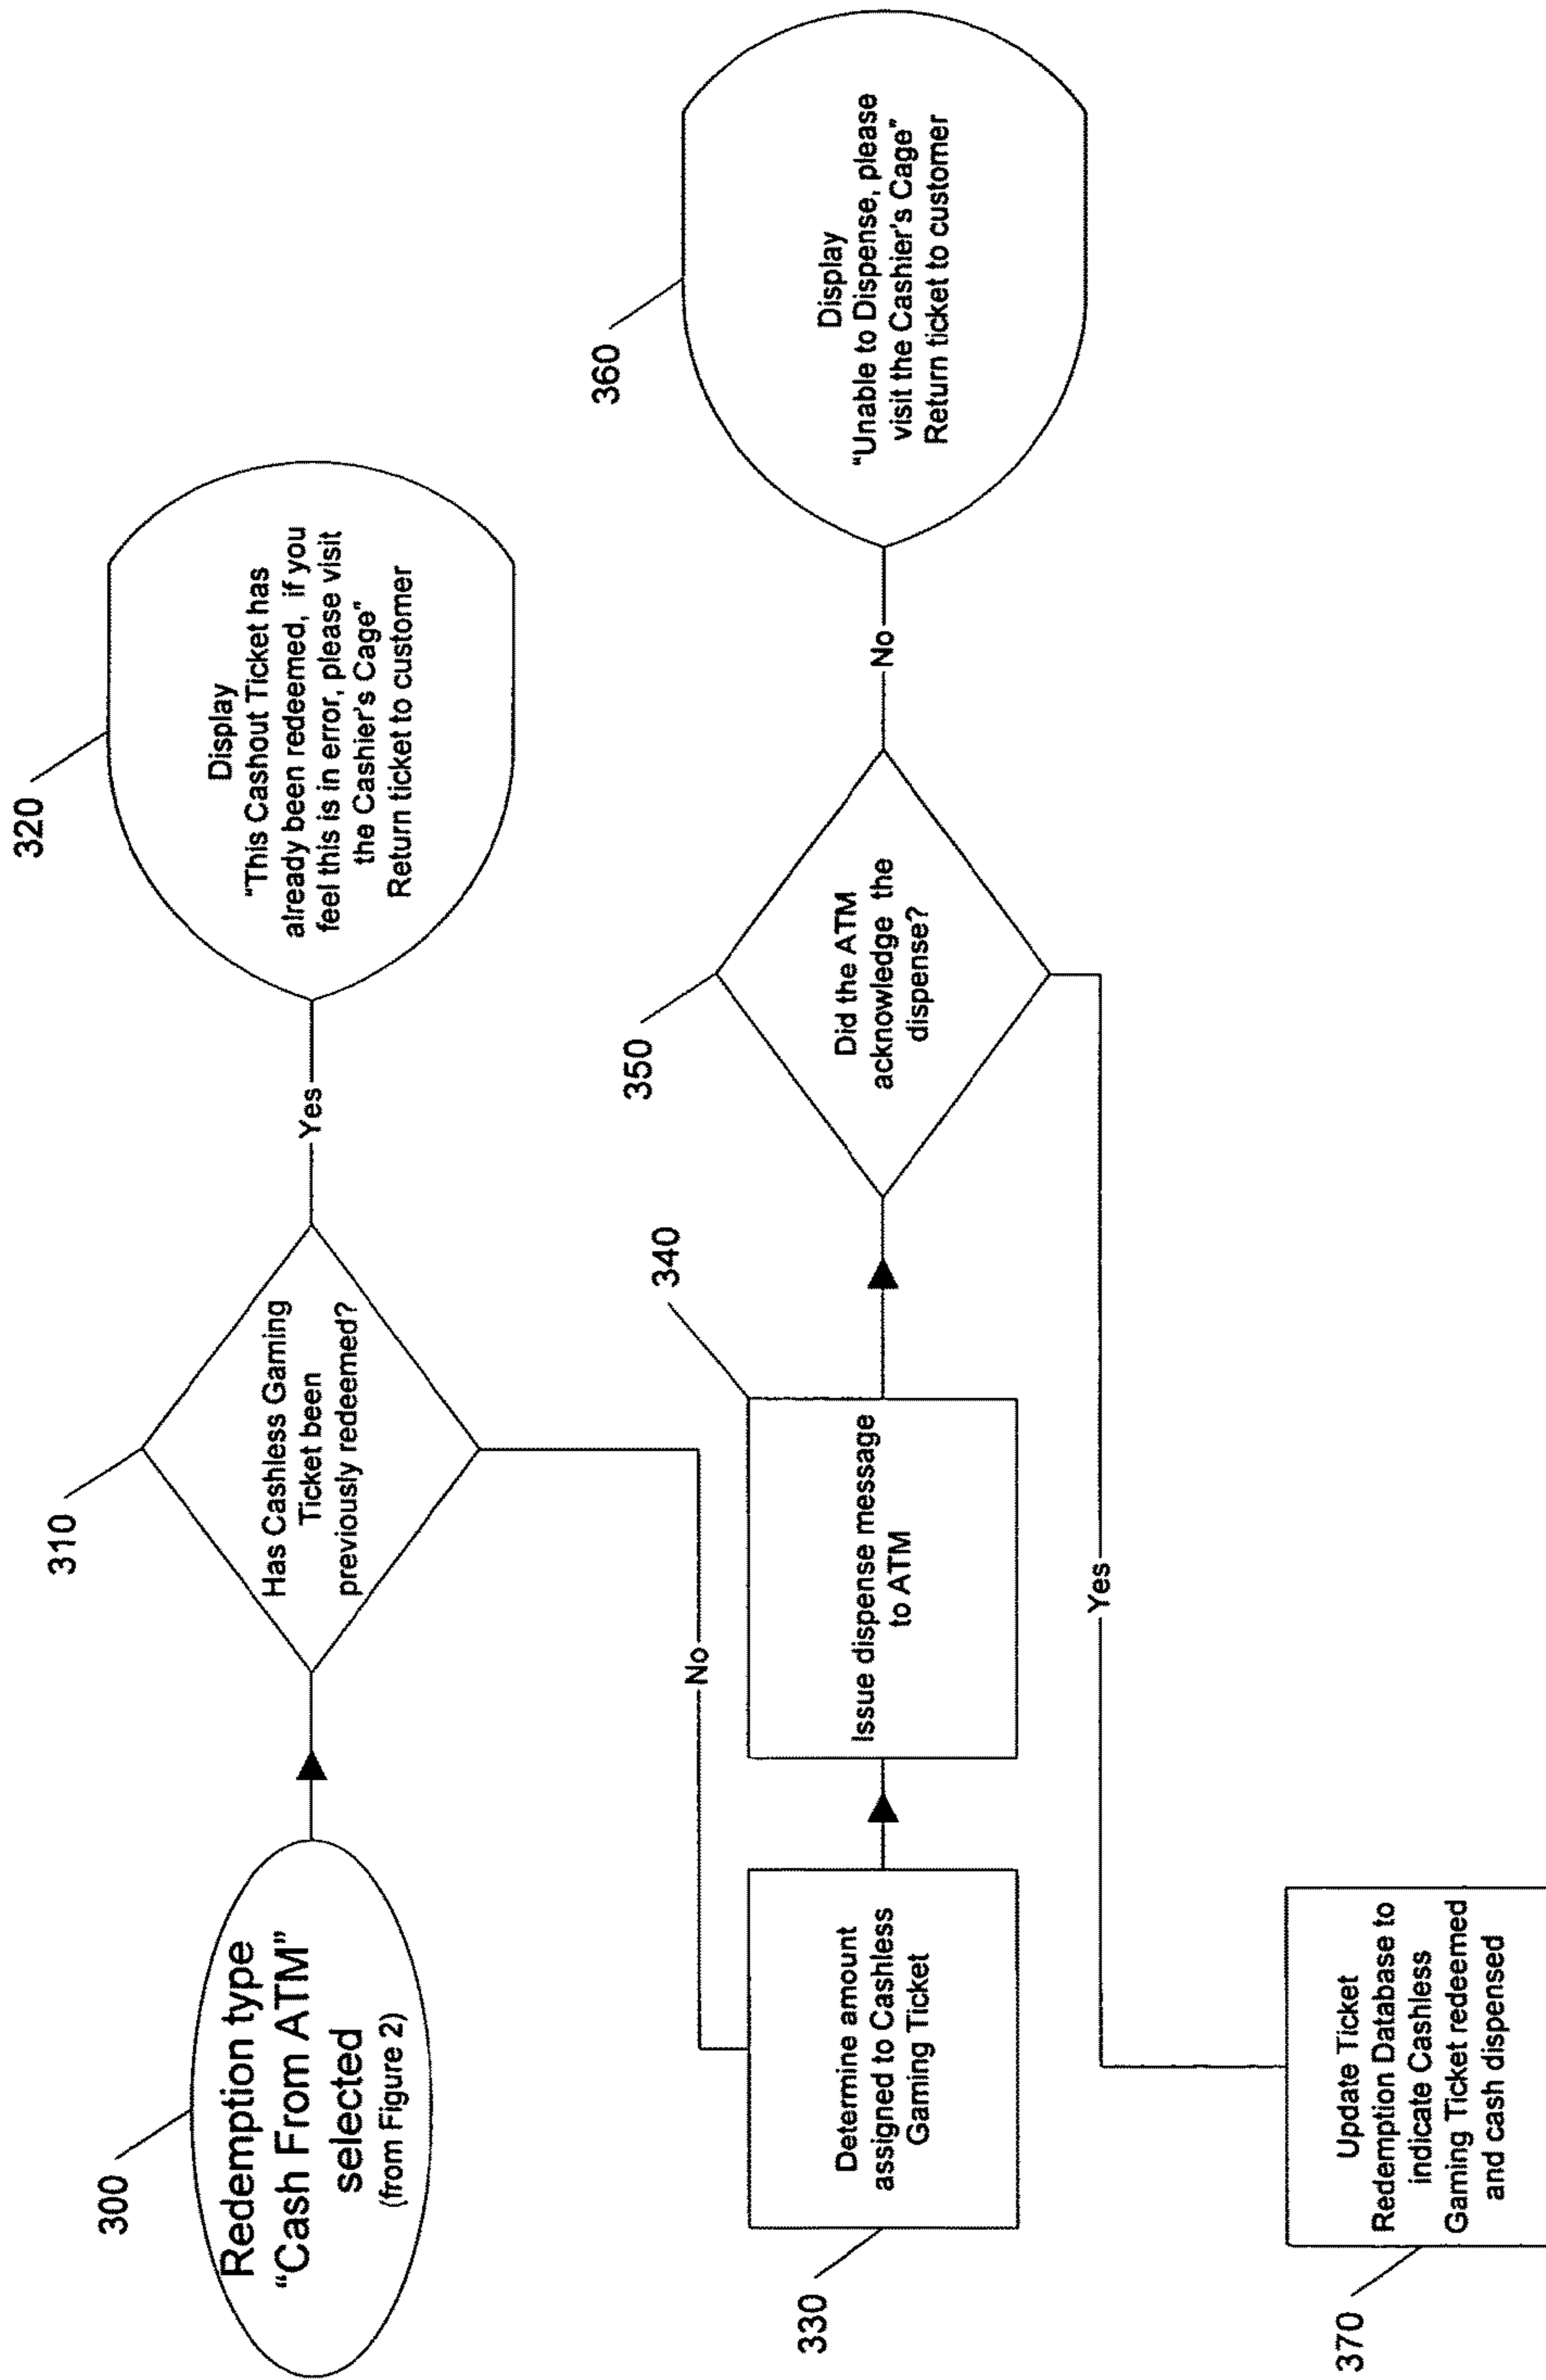 300
Redemption type
“Cash From ATM”
selected
(from Figure 2)
310
Has Cashless Gaming
Ticket been
previously redeemed?
Yes
320
Display
“This Cashout Ticket has
already been redeemed, if you
feel this is in error, please visit
the Cashier's Cage”
Return ticket to customer
No
330
Determine amount
assigned to Cashless
Gaming Ticket
340
Issue dispense message
to ATM
350
Did the ATM
acknowledge the
dispense?
No
360
Display
“Unable to Dispense, please
visit the Cashier's Cage”
Return ticket to customer
Yes
370
Update Ticket
Redemption Database to
indicate Cashless
Gaming Ticket redeemed
and cash dispensed